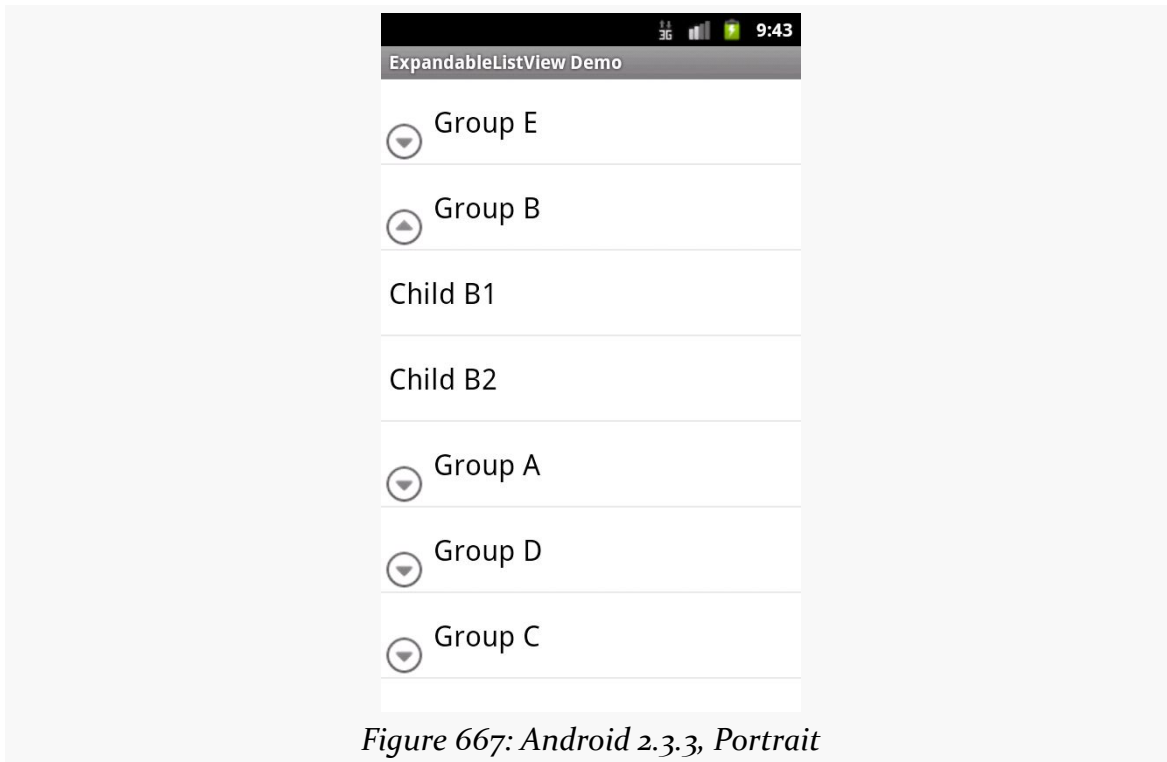 3G 9:43
ExpandableListView Demo
Group E
Group B
Child B1
Child B2
Group A
Group D
Group C
Figure 667: Android 2.3.3, Portrait